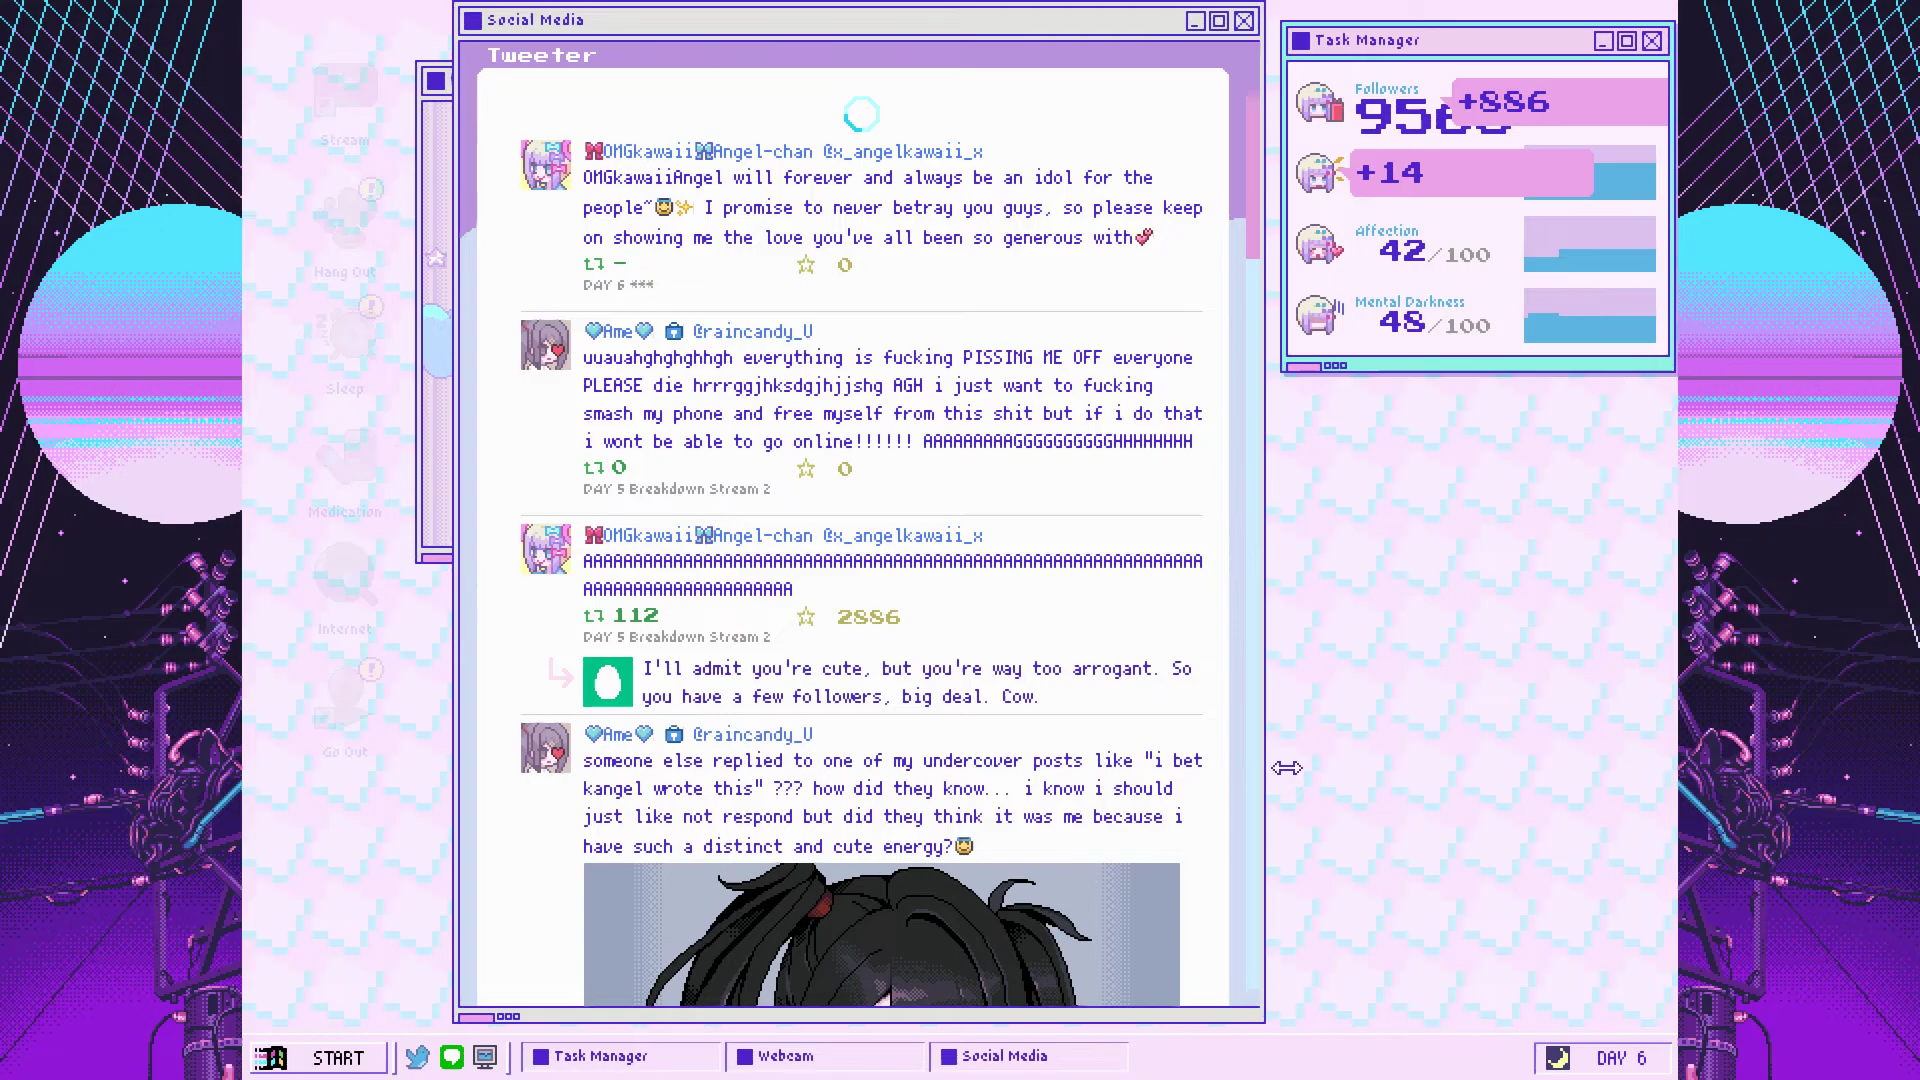 Social Media
Tweeter
OMGkawaiiAngel-chan @x_angelkawaii_x
OMGkawaiiAngel will forever and always be an idol for the
people~ I promise to never betray you guys, so please keep
on showing me the love you've all been so generous with
— 0
DAY 6 ***
Ame @raincandy_U
uuauahghghghhgh everything is fucking PISSING ME OFF everyone
PLEASE die hrrrggjhksdgjhjjshg AGH i just want to fucking
smash my phone and free myself from this shit but if i do that
i wont be able to go online!!!!!! AAAAAAAAAGGGGGGGGGGHHHHHHHH
0 0
DAY 5 Breakdown Stream 2
OMGkawaiiAngel-chan @x_angelkawaii_x
AAAAAAAAAAAAAAAAAAAAAAAAAAAAAAAAAAAAAAAAAAAAAAAAAAAAAAAAAAAAAA
AAAAAAAAAAAAAAAAAAAAA
112 2886
DAY 5 Breakdown Stream 2
I'll admit you're cute, but you're way too arrogant. So
you have a few followers, big deal. Cow.
Ame @raincandy_U
someone else replied to one of my undercover posts like "i bet
kangel wrote this" ??? how did they know... i know i should
just like not respond but did they think it was me because i
have such a distinct and cute energy?
Task Manager
Followers
+886
+14
Affection
42/100
Mental Darkness
48/100
Stream
Hang Out
Sleep
Medication
Internet
Go Out
START
Task Manager
Webcam
Social Media
DAY 6